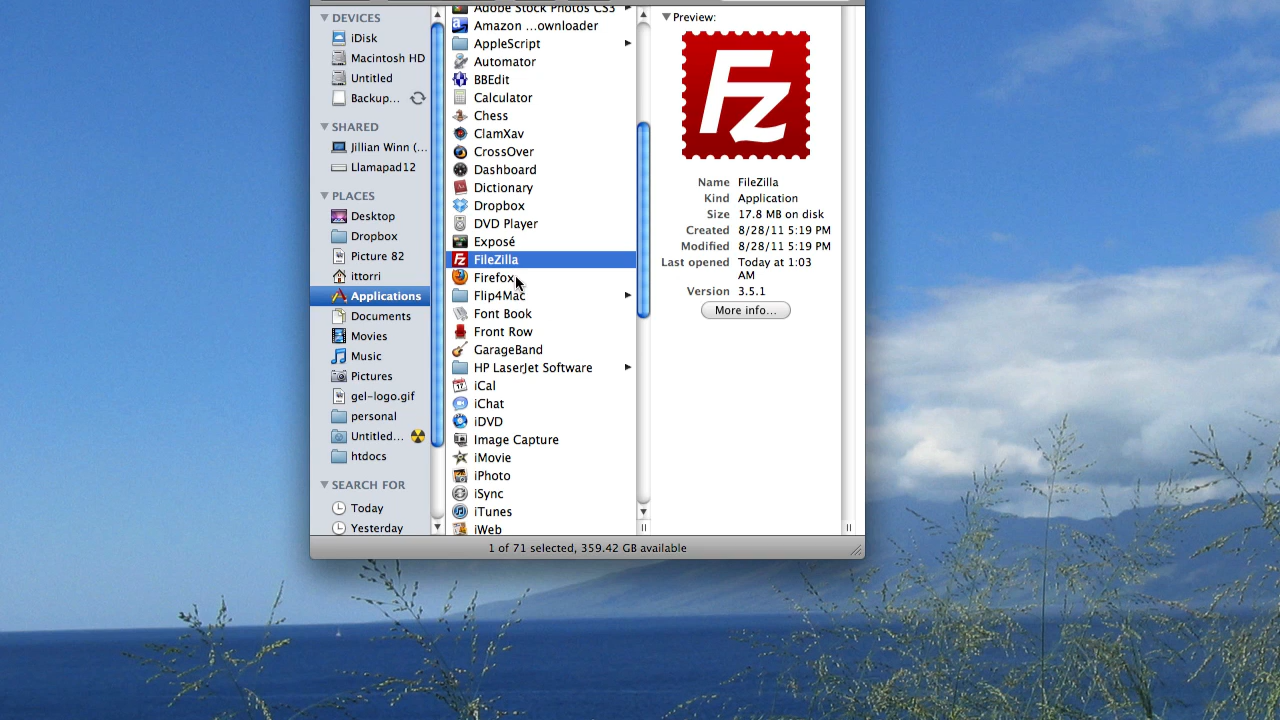 DEVICES
iDisk
Macintosh HD
Untitled
Backup...
SHARED
Jillian Winn (...
Llamapad12
PLACES
Desktop
Dropbox
Picture 82
ittorri
Applications
Documents
Movies
Music
Pictures
gel-logo.gif
personal
Untitled...
htdocs
SEARCH FOR
Today
Yesterday
Adobe Stock Photos CS3
Amazon ...ownloader
AppleScript
Automator
BBEdit
Calculator
Chess
ClamXav
CrossOver
Dashboard
Dictionary
Dropbox
DVD Player
Exposé
FileZilla
Firefox
Flip4Mac
Font Book
Front Row
GarageBand
HP LaserJet Software
iCal
iChat
iDVD
Image Capture
iMovie
iPhoto
iSync
iTunes
iWeb
Preview:
Fz
Name FileZilla
Kind Application
Size 17.8 MB on disk
Created 8/28/11 5:19 PM
Modified 8/28/11 5:19 PM
Last opened Today at 1:03
AM
Version 3.5.1
More info...
1 of 71 selected, 359.42 GB available